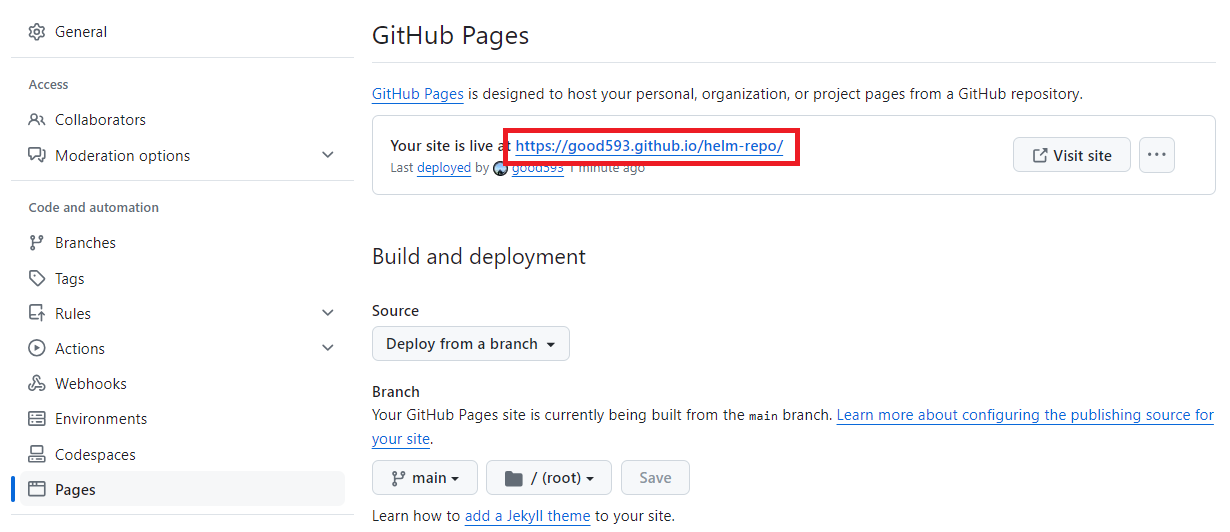 General
Access
Collaborators
Moderation options
Code and automation
Branches
Tags
Rules
Actions
Webhooks
Environments
Codespaces
Pages
GitHub Pages
GitHub Pages is designed to host your personal, organization, or project pages from a GitHub repository.
Your site is live at https://good593.github.io/helm-repo/
Last deployed by good593 1 minute ago
Visit site
Build and deployment
Source
Deploy from a branch
Branch
Your GitHub Pages site is currently being built from the main branch. Learn more about configuring the publishing source for
your site.
main
/ (root)
Save
Learn how to add a Jekyll theme to your site.